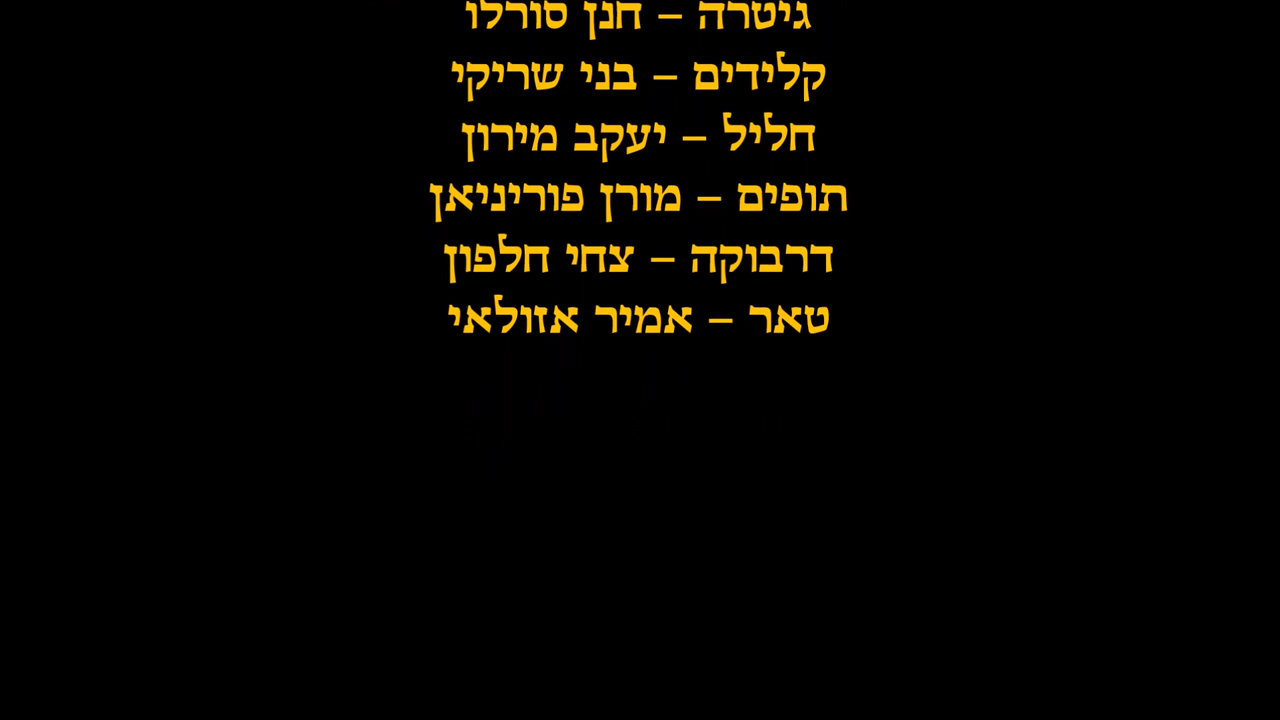 גיטרה – חנן סורלו
קלידים – בני שריקי
חליל – יעקב מירון
תופים – מורן פוריניאן
דרבוקה – צחי חלפון
טאר – אמיר אזולאי